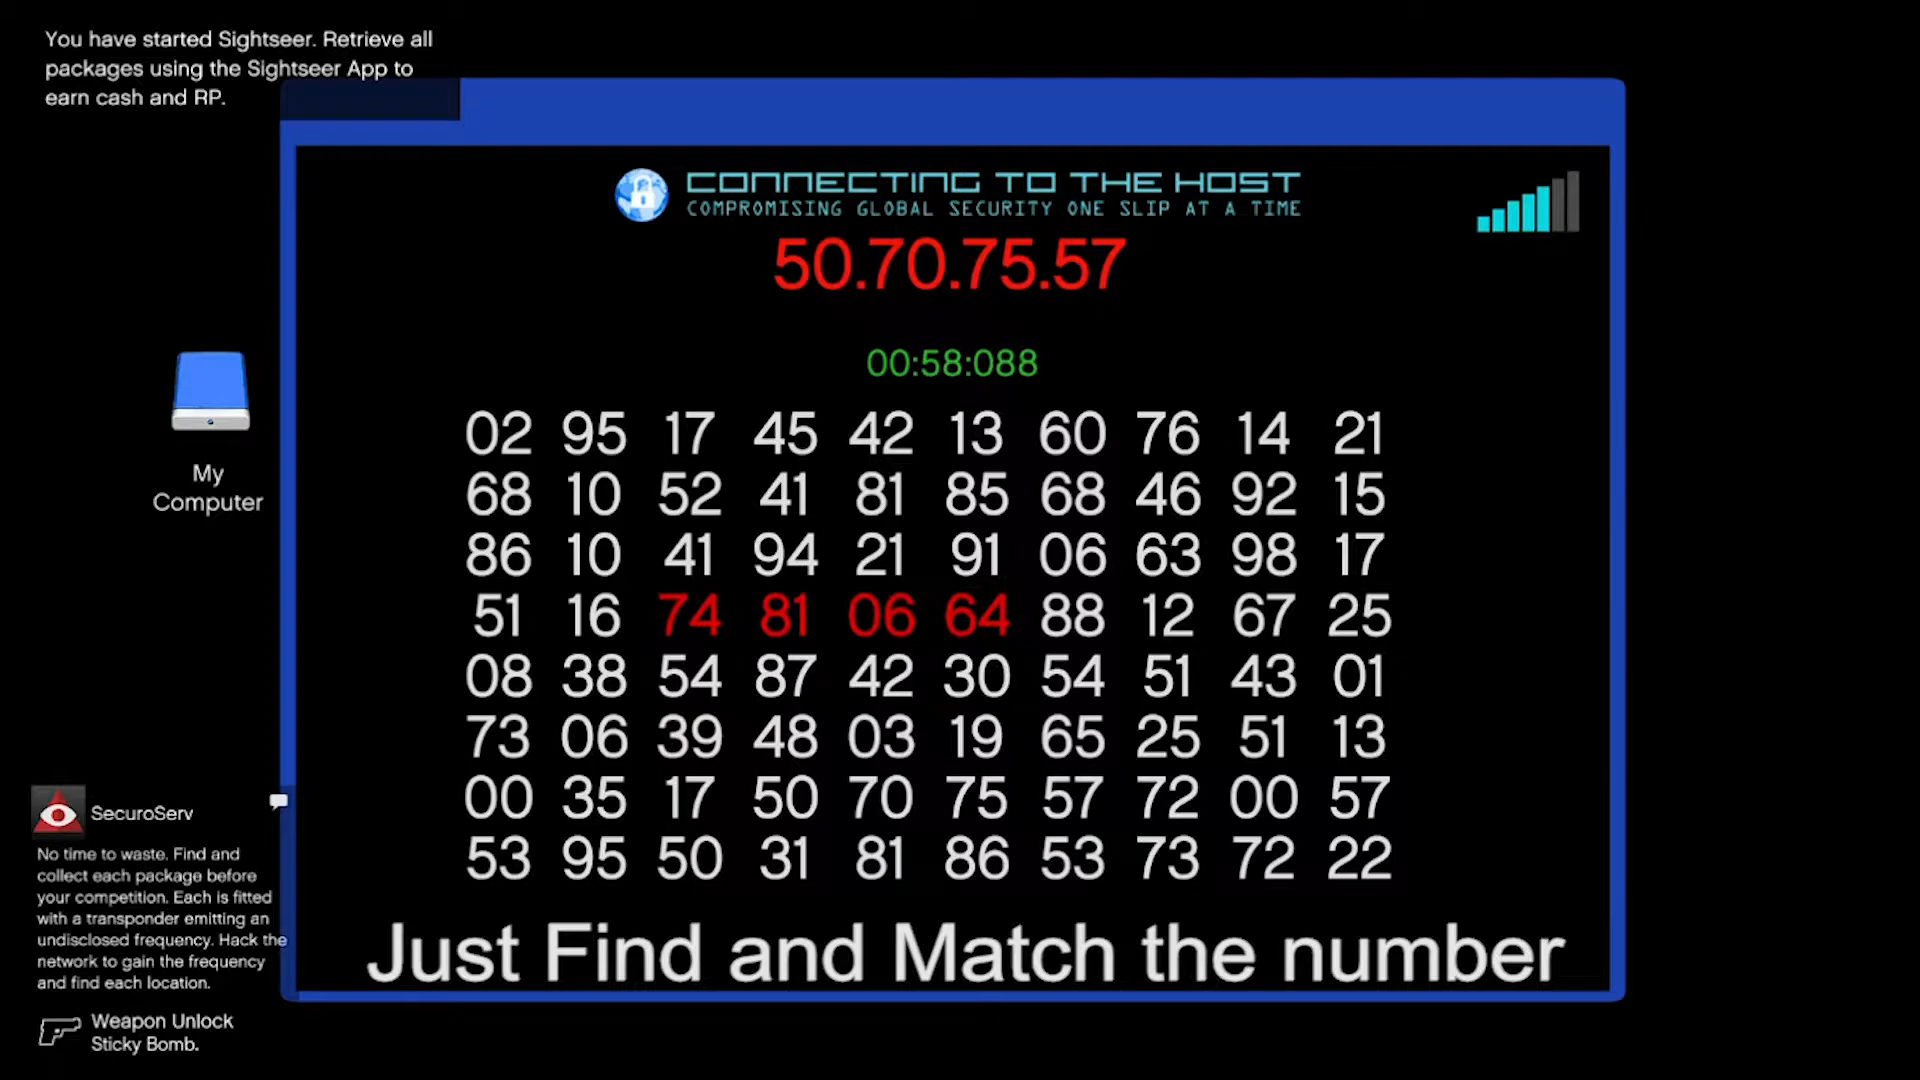 You have started Sightseer. Retrieve all
packages using the Sightseer App to
earn cash and RP.
CONNECTING TO THE HOST
COMPROMISING GLOBAL SECURITY ONE SLIP AT A TIME
50.70.75.57
00:58:088
02 95 17 45 42 13 60 76 14 21
68 10 52 41 81 85 68 46 92 15
86 10 41 94 21 91 06 63 98 17
51 16 74 81 06 64 88 12 67 25
08 38 54 87 42 30 54 51 43 01
73 06 39 48 03 19 65 25 51 13
00 35 17 50 70 75 57 72 00 57
53 95 50 31 81 86 53 73 72 22
My
Computer
SecuroServ
No time to waste. Find and
collect each package before
your competition. Each is fitted
with a transponder emitting an
undisclosed frequency. Hack the
network to gain the frequency
and find each location.
Weapon Unlock
Sticky Bomb.
Just Find and Match the number